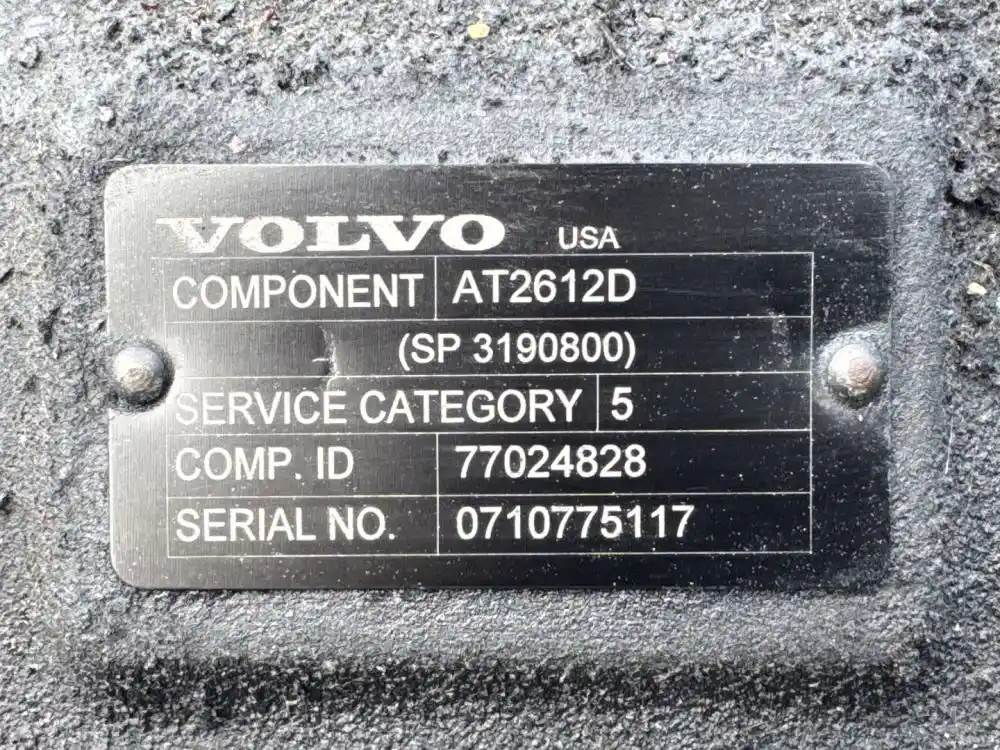 VOLVO USA
COMPONENT AT2612D
(SP 3190800)
SERVICE CATEGORY 5
COMP. ID 77024828
SERIAL NO. 0710775117